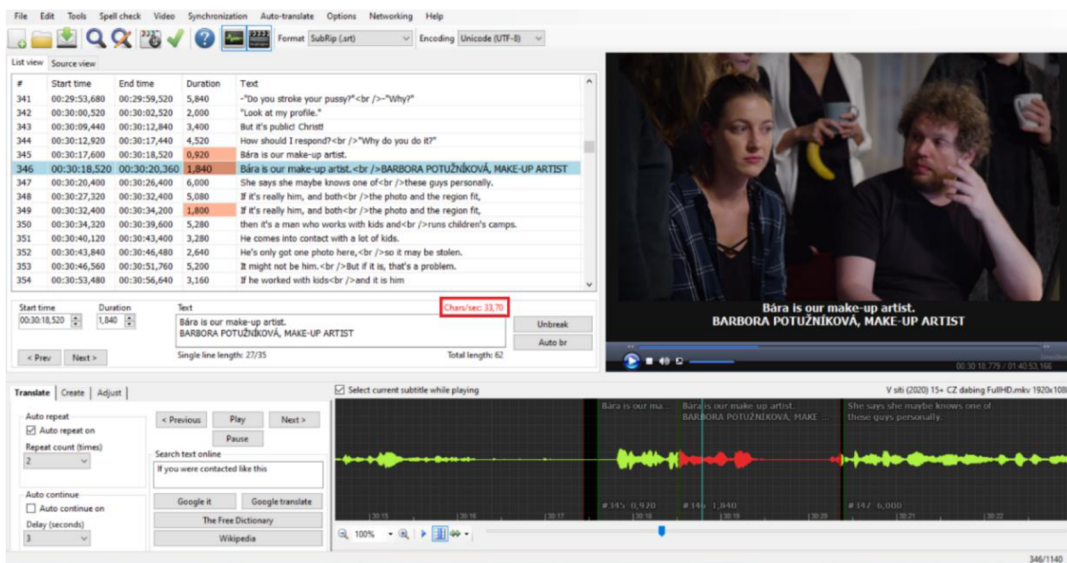 File Edit Tools Spell check Video Synchronization Auto-translate Options Networking Help
Format SubRip (.srt) Encoding Unicode (UTF-8)
List view Source view
# Start time End time Duration Text
341 00:29:53,680 00:29:59,520 5,840 -"Do you stroke your pussy?"<br />-"Why?"
342 00:30:00,520 00:30:02,520 2,000 "Look at my profile."
343 00:30:09,440 00:30:12,840 3,400 But it's public! Christ!
344 00:30:12,920 00:30:17,440 4,520 How should I respond?<br />"Why do you do it?"
345 00:30:17,600 00:30:18,520 0,920 Bára is our make-up artist.
346 00:30:18,520 00:30:20,360 1,840 Bára is our make-up artist.<br />BARBORA POTUŽNÍKOVÁ, MAKE-UP ARTIST
347 00:30:20,400 00:30:26,400 6,000 She says she maybe knows one of<br />these guys personally.
348 00:30:27,320 00:30:32,400 5,080 If it's really him, and both<br />the photo and the region fit,
349 00:30:32,400 00:30:34,200 1,800 If it's really him, and both<br />the photo and the region fit,
350 00:30:34,320 00:30:39,600 5,280 then it's a man who works with kids and<br />runs children's camps.
351 00:30:40,120 00:30:43,400 3,280 He comes into contact with a lot of kids.
352 00:30:43,840 00:30:46,480 2,640 He's only got one photo here,<br />so it may be stolen.
353 00:30:46,560 00:30:51,760 5,200 It might not be him.<br />But if it is, that's a problem.
354 00:30:53,480 00:30:56,640 3,160 If he worked with kids<br />and it is him
Start time Duration Text Chars/sec: 33,70
00:30:18,520 1,840
Bára is our make-up artist.
BARBORA POTUŽNÍKOVÁ, MAKE-UP ARTIST
Unbreak
Auto br
< Prev Next > Single line length: 27/35 Total length: 62
Bára is our make-up artist.
BARBORA POTUŽNÍKOVÁ, MAKE-UP ARTIST
00:30:18.779 / 01:40:53.166
Translate Create Adjust
Auto repeat
Auto repeat on
Repeat count (times)
2
Auto continue
Auto continue on
Delay (seconds)
3
< Previous Play Next >
Pause
Search text online
If you were contacted like this
Google it Google translate
The Free Dictionary
Wikipedia
Select current subtitle while playing V siti (2020) 15+ CZ dabing FullHD.mkv 1920x108
Bára is our ma... Bára is our make-up artist. She says she maybe knows one of
BARBORA POTUŽNÍKOVÁ, MAKE ... these guys personally.
#345 0,920 #346 1,840 #347 6,000
30:15 30:16 30:17 30:18 30:19 30:20 30:21 30:22
100%
346/1140